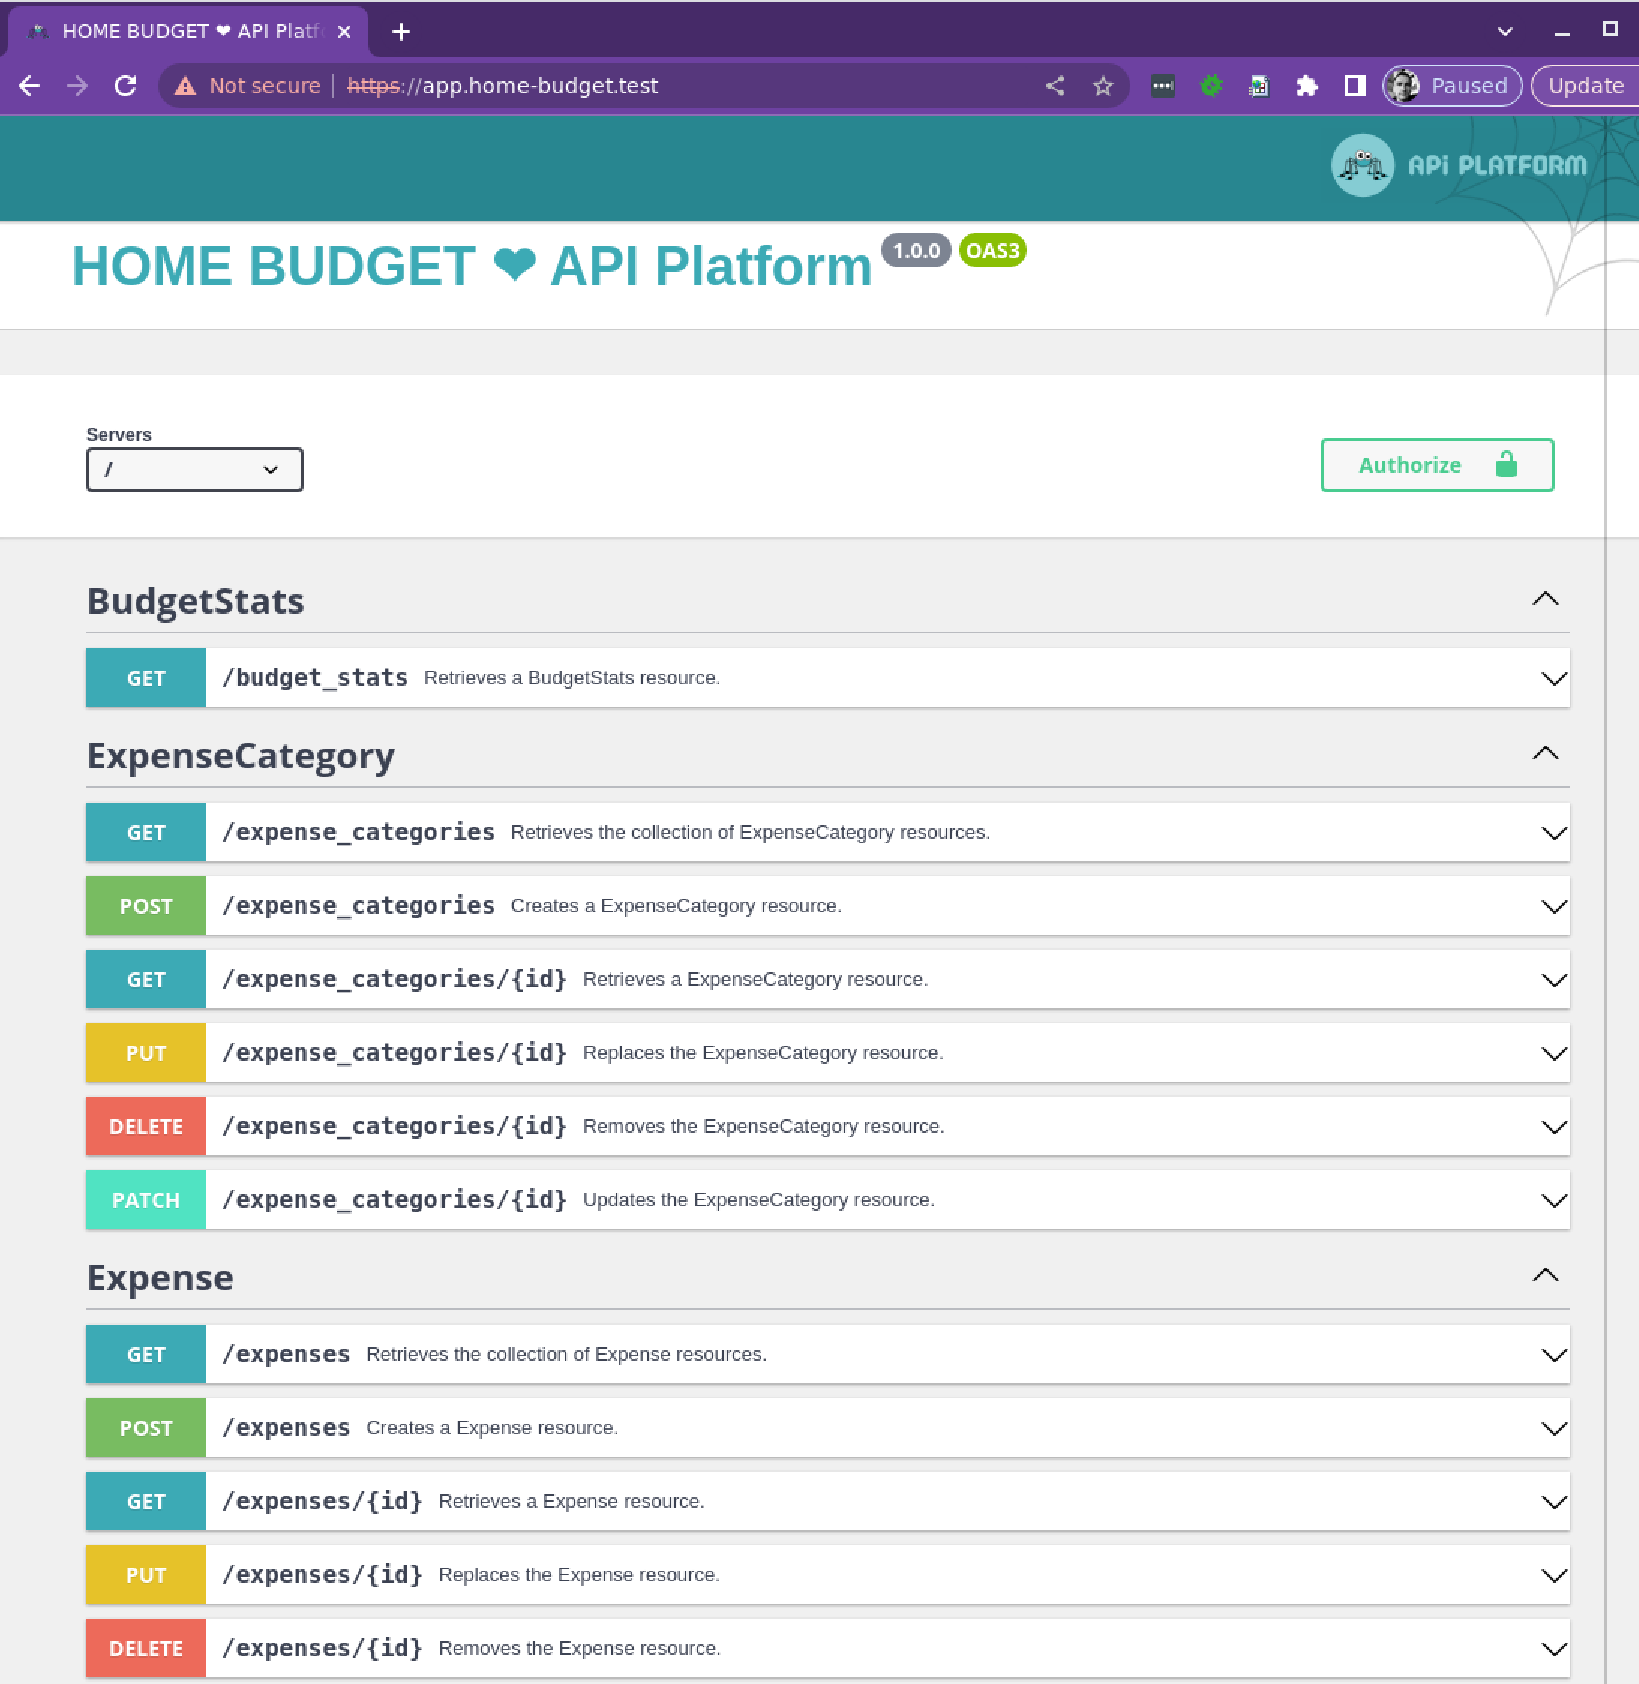 HOME BUDGET ❤ API Platf
Not secure
https://app.home-budget.test
Paused
Update
API PLATFORM
HOME BUDGET ❤ API Platform 1.0.0 OAS3
Servers
/
Authorize
BudgetStats
GET /budget_stats Retrieves a BudgetStats resource.
ExpenseCategory
GET /expense_categories Retrieves the collection of ExpenseCategory resources.
POST /expense_categories Creates a ExpenseCategory resource.
GET /expense_categories/{id} Retrieves a ExpenseCategory resource.
PUT /expense_categories/{id} Replaces the ExpenseCategory resource.
DELETE /expense_categories/{id} Removes the ExpenseCategory resource.
PATCH /expense_categories/{id} Updates the ExpenseCategory resource.
Expense
GET /expenses Retrieves the collection of Expense resources.
POST /expenses Creates a Expense resource.
GET /expenses/{id} Retrieves a Expense resource.
PUT /expenses/{id} Replaces the Expense resource.
DELETE /expenses/{id} Removes the Expense resource.